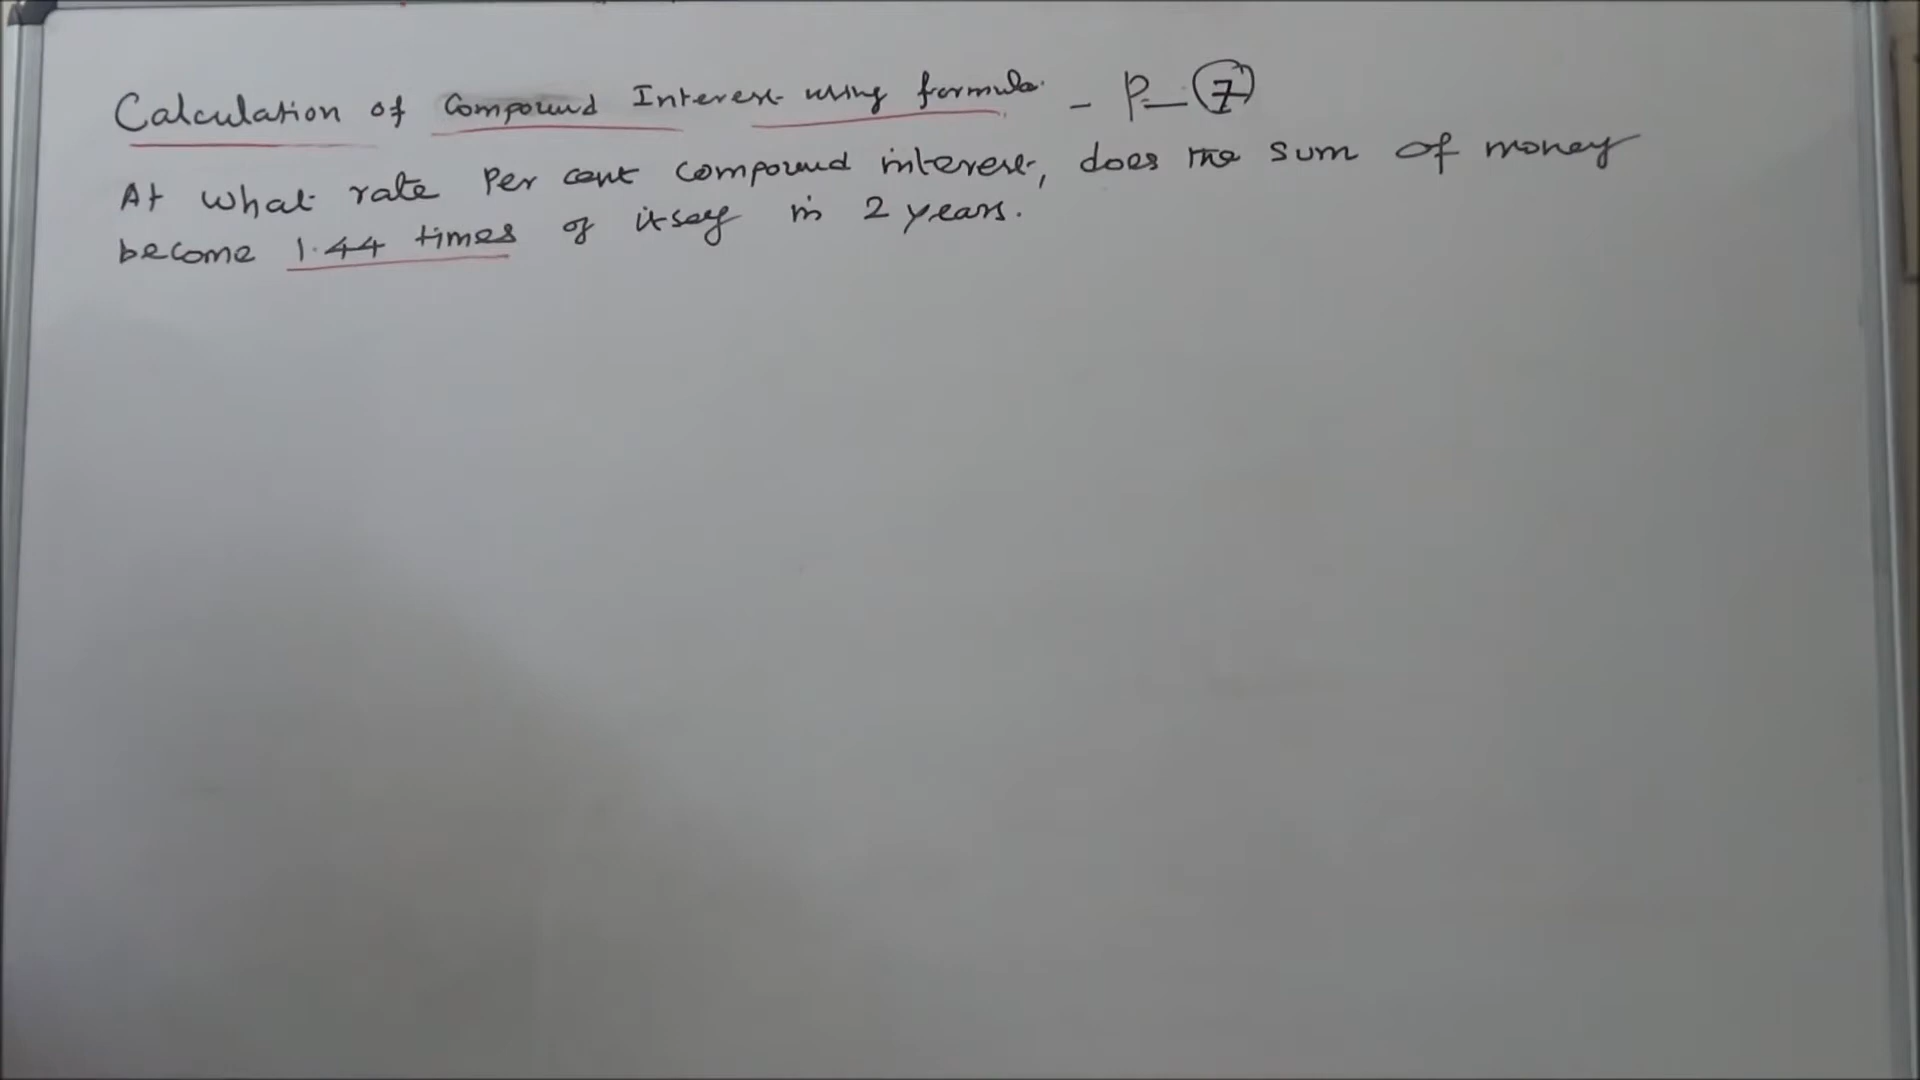 Calculation of Compound Interest using formula - P-7
At what rate Per cent compound interest, does the sum of money
become 1.44 times of itself in 2 years.